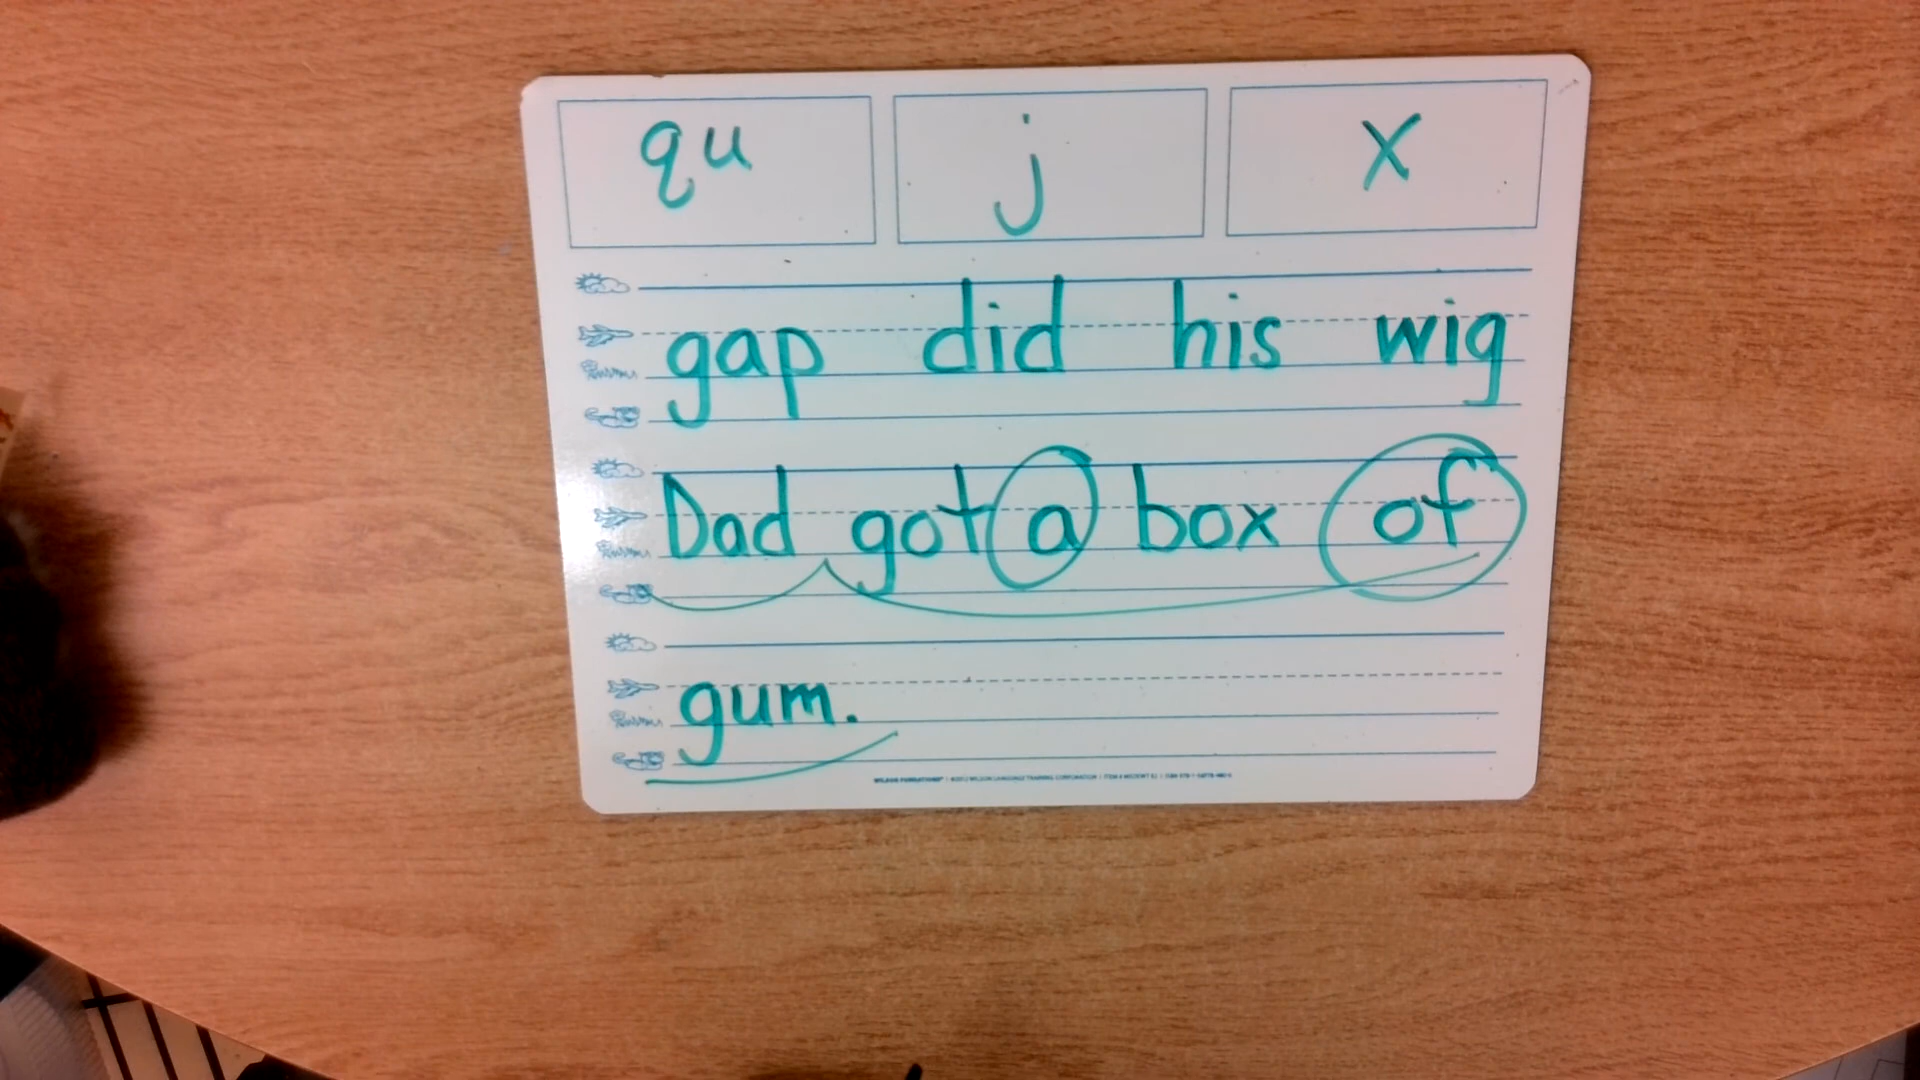 qu j x
gap did his wig
Dad got a box of
gum.